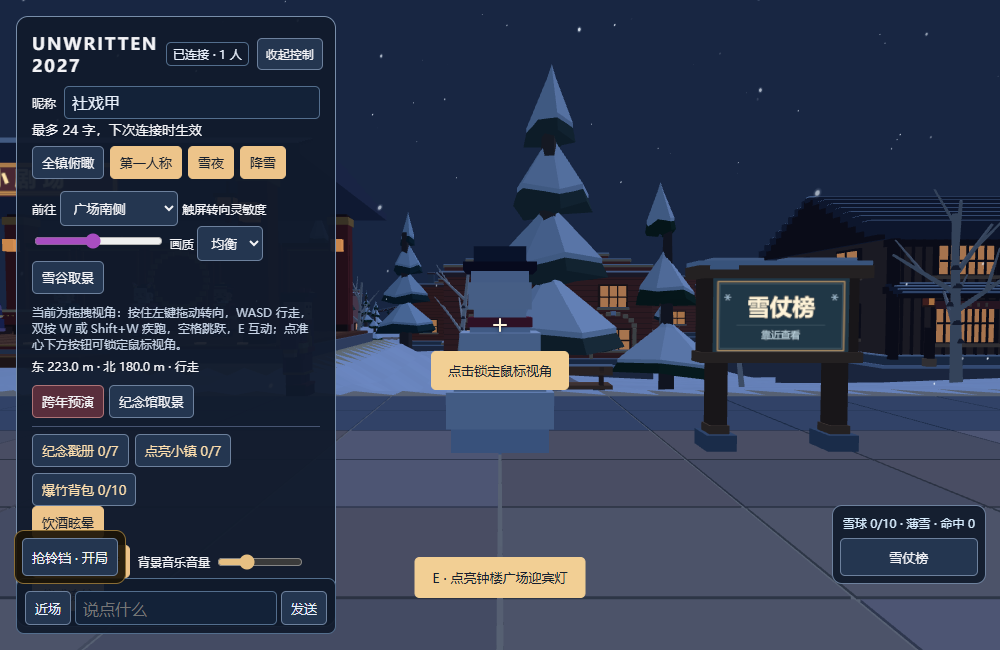 UNWRITTEN
2027
已连接 · 1 人
收起控制
昵称
社戏甲
最多 24 字，下次连接时生效
全镇俯瞰
第一人称
雪夜
降雪
前往
广场南侧
触屏转向灵敏度
画质
均衡
雪谷取景
当前为拖拽视角：按住左键拖动转向，WASD 行走，
双按 W 或 Shift+W 疾跑，空格跳跃，E 互动；点准
心下方按钮可锁定鼠标视角。
东 223.0 m · 北 180.0 m · 行走
跨年预演
纪念馆取景
纪念戳册 0/7
点亮小镇 0/7
爆竹背包 0/10
饮酒眩晕
抢铃铛 · 开局
背景音乐音量
近场
说点什么
发送
点击锁定鼠标视角
E · 点亮钟楼广场迎宾灯
雪仗榜
靠近查看
雪球 0/10 · 薄雪 · 命中 0
雪仗榜